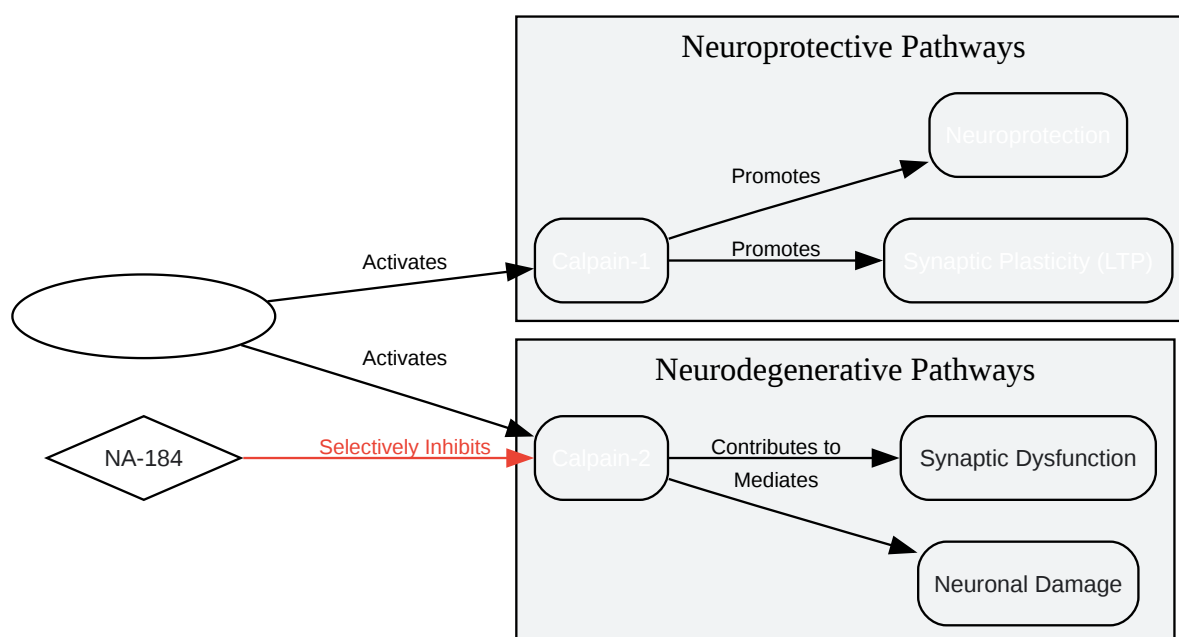 Neuroprotective Pathways
Neuroprotection
Promotes
Activates
Calpain-1
Promotes
Synaptic Plasticity (LTP)
Activates
Neurodegenerative Pathways
NA-184
Selectively Inhibits
Calpain-2
Contributes to
Synaptic Dysfunction
Mediates
Neuronal Damage